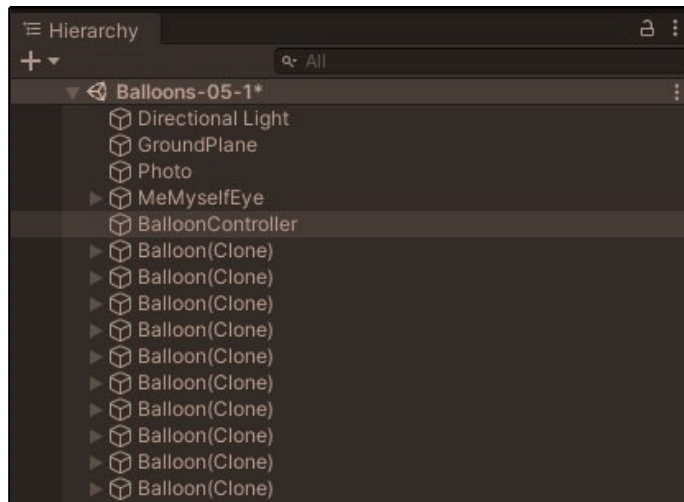 Hierarchy
All
Balloons-05-1*
Directional Light
GroundPlane
Photo
MeMyselfEye
BalloonController
Balloon(Clone)
Balloon(Clone)
Balloon(Clone)
Balloon(Clone)
Balloon(Clone)
Balloon(Clone)
Balloon(Clone)
Balloon(Clone)
Balloon(Clone)
Balloon(Clone)